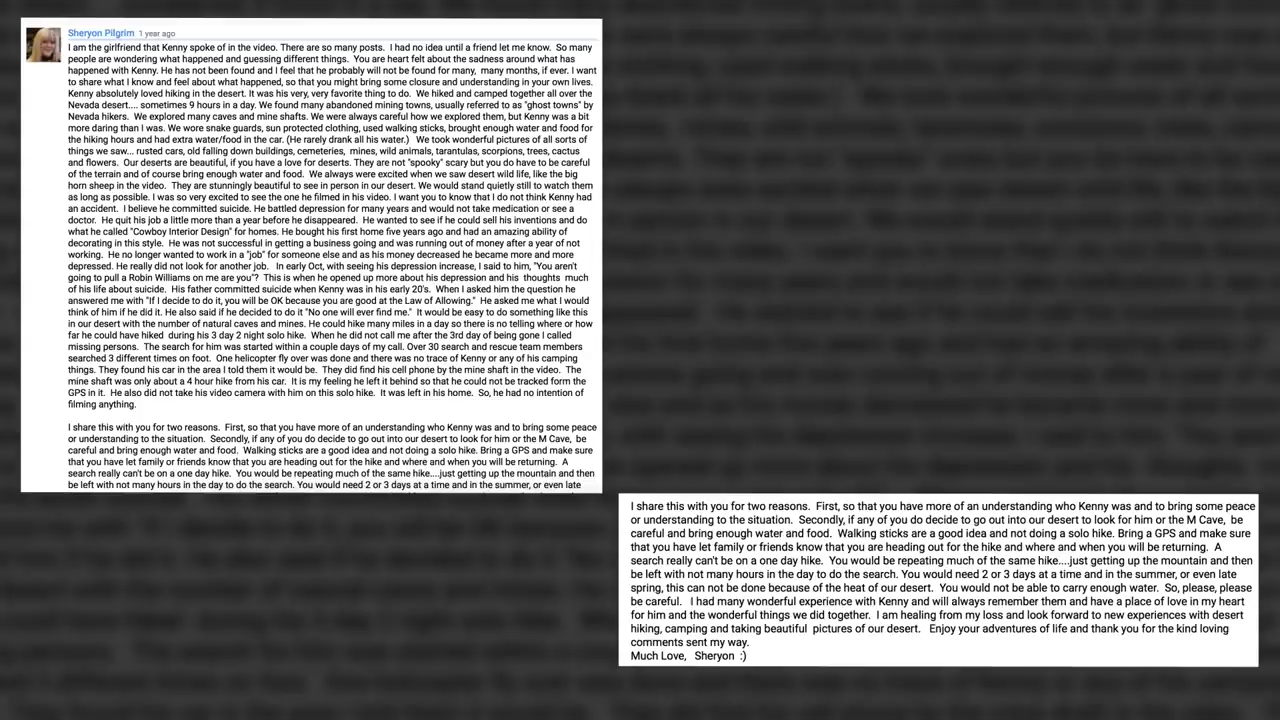 Sheryon Pilgrim 1 year ago
I am the girlfriend that Kenny spoke of in the video. There are so many posts. I had no idea until a friend let me know. So many
people are wondering what happened and guessing different things. You are heart felt about the sadness around what has
happened with Kenny. He has not been found and I feel that he probably will not be found for many, many months, if ever. I want
to share what I know and feel about what happened, so that you might bring some closure and understanding in your own lives.
Kenny absolutely loved hiking in the desert. It was his very, very favorite thing to do. We hiked and camped together all over the
Nevada desert.... sometimes 9 hours in a day. We found many abandoned mining towns, usually referred to as "ghost towns" by
Nevada hikers. We explored many caves and mine shafts. We were always careful how we explored them, but Kenny was a bit
more daring than I was. We wore snake guards, sun protected clothing, used walking sticks, brought enough water and food for
the hiking hours and had extra water/food in the car. (He rarely drank all his water.) We took wonderful pictures of all sorts of
things we saw... rusted cars, old falling down buildings, cemeteries, mines, wild animals, tarantulas, scorpions, trees, cactus
and flowers. Our deserts are beautiful, if you have a love for deserts. They are not "spooky" scary but you do have to be careful
of the terrain and of course bring enough water and food. We always were excited when we saw desert wild life, like the big
horn sheep in the video. They are stunningly beautiful to see in person in our desert. We would stand quietly still to watch them
as long as possible. I was so very excited to see the one he filmed in his video. I want you to know that I do not think Kenny had
an accident. I believe he committed suicide. He battled depression for many years and would not take medication or see a
doctor. He quit his job a little more than a year before he disappeared. He wanted to see if he could sell his inventions and do
what he called "Cowboy Interior Design" for homes. He bought his first home five years ago and had an amazing ability of
decorating in this style. He was not successful in getting a business going and was running out of money after a year of not
working. He no longer wanted to work in a "job" for someone else and as his money decreased he became more and more
depressed. He really did not look for another job. In early Oct, with seeing his depression increase, I said to him, "You aren't
going to pull a Robin Williams on me are you"? This is when he opened up more about his depression and his thoughts much
of his life about suicide. His father committed suicide when Kenny was in his early 20's. When I asked him the question he
answered me with "If I decide to do it, you will be OK because you are good at the Law of Allowing." He asked me what I would
think of him if he did it. He also said if he decided to do it "No one will ever find me." It would be easy to do something like this
in our desert with the number of natural caves and mines. He could hike many miles in a day so there is no telling where or how
far he could have hiked during his 3 day 2 night solo hike. When he did not call me after the 3rd day of being gone I called
missing persons. The search for him was started within a couple days of my call. Over 30 search and rescue team members
searched 3 different times on foot. One helicopter fly over was done and there was no trace of Kenny or any of his camping
things. They found his car in the area I told them it would be. They did find his cell phone by the mine shaft in the video. The
mine shaft was only about a 4 hour hike from his car. It is my feeling he left it behind so that he could not be tracked form the
GPS in it. He also did not take his video camera with him on this solo hike. It was left in his home. So, he had no intention of
filming anything.
I share this with you for two reasons. First, so that you have more of an understanding who Kenny was and to bring some peace
or understanding to the situation. Secondly, if any of you do decide to go out into our desert to look for him or the M Cave, be
careful and bring enough water and food. Walking sticks are a good idea and not doing a solo hike. Bring a GPS and make sure
that you have let family or friends know that you are heading out for the hike and where and when you will be returning. A
search really can't be on a one day hike. You would be repeating much of the same hike....just getting up the mountain and then
be left with not many hours in the day to do the search. You would need 2 or 3 days at a time and in the summer, or even late
I share this with you for two reasons. First, so that you have more of an understanding who Kenny was and to bring some peace
or understanding to the situation. Secondly, if any of you do decide to go out into our desert to look for him or the M Cave, be
careful and bring enough water and food. Walking sticks are a good idea and not doing a solo hike. Bring a GPS and make sure
that you have let family or friends know that you are heading out for the hike and where and when you will be returning. A
search really can't be on a one day hike. You would be repeating much of the same hike....just getting up the mountain and then
be left with not many hours in the day to do the search. You would need 2 or 3 days at a time and in the summer, or even late
spring, this can not be done because of the heat of our desert. You would not be able to carry enough water. So, please, please
be careful. I had many wonderful experience with Kenny and will always remember them and have a place of love in my heart
for him and the wonderful things we did together. I am healing from my loss and look forward to new experiences with desert
hiking, camping and taking beautiful pictures of our desert. Enjoy your adventures of life and thank you for the kind loving
comments sent my way.
Much Love, Sheryon :)